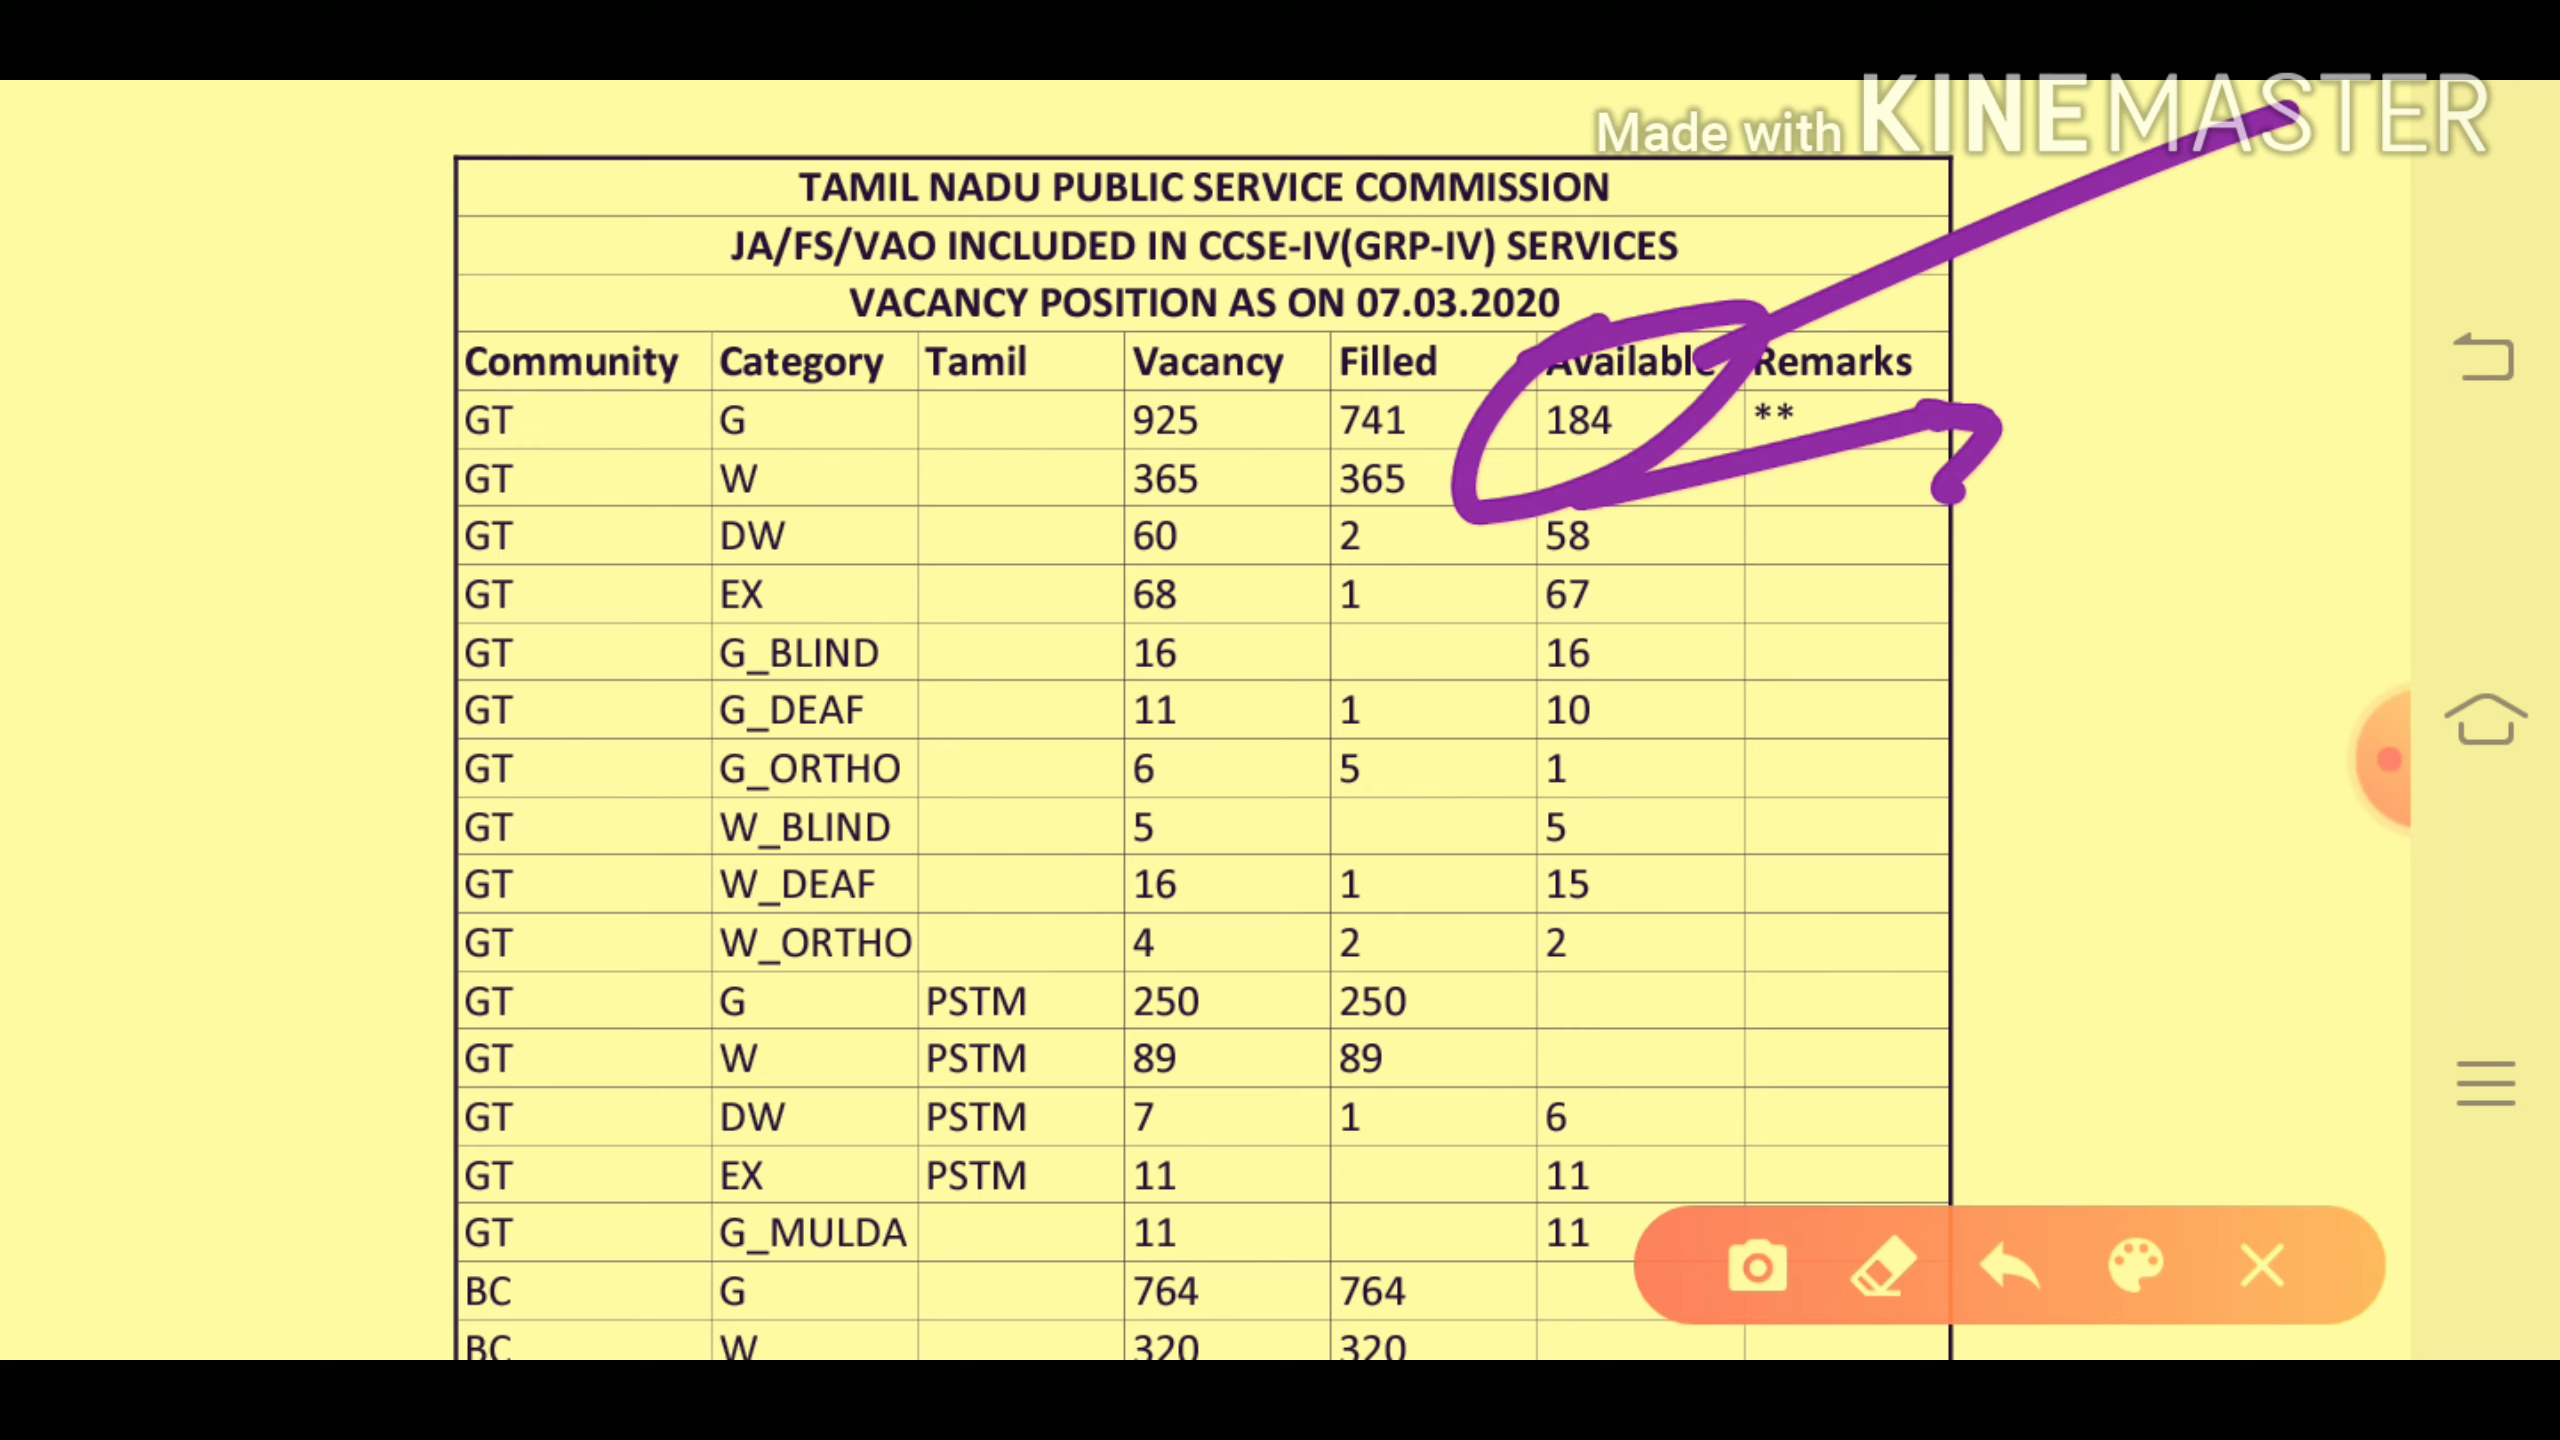 Made with KINEMASTER
TAMIL NADU PUBLIC SERVICE COMMISSION
JA/FS/VAO INCLUDED IN CCSE-IV(GRP-IV) SERVICES
VACANCY POSITION AS ON 07.03.2020
Community Category Tamil Vacancy Filled Available Remarks
GT G 925 741 184 **
GT W 365 365
GT DW 60 2 58
GT EX 68 1 67
GT G_BLIND 16 16
GT G_DEAF 11 1 10
GT G_ORTHO 6 5 1
GT W_BLIND 5 5
GT W_DEAF 16 1 15
GT W_ORTHO 4 2 2
GT G PSTM 250 250
GT W PSTM 89 89
GT DW PSTM 7 1 6
GT EX PSTM 11 11
GT G_MULDA 11 11
BC G 764 764
BC W 320 320